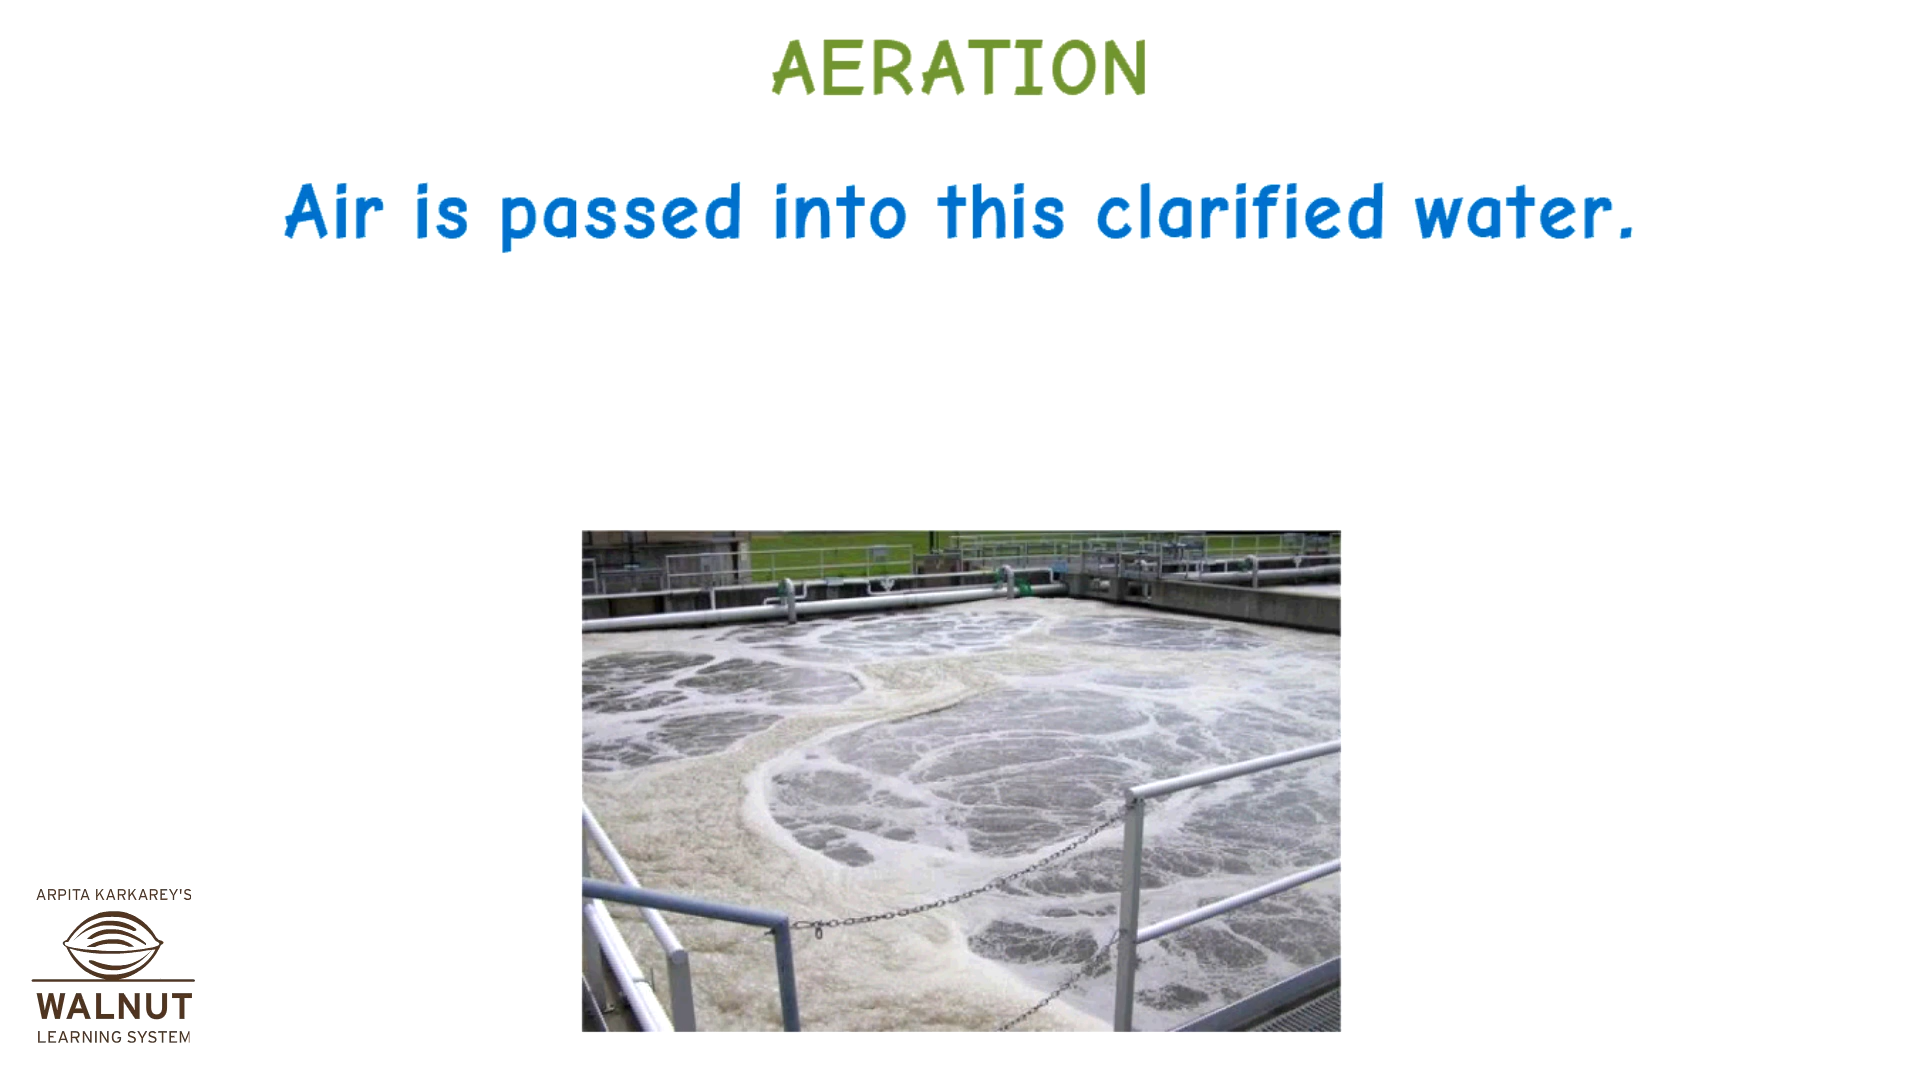 AERATION
Air is passed into this clarified water.
ARPITA KARKAREY'S
WALNUT
LEARNING SYSTEM